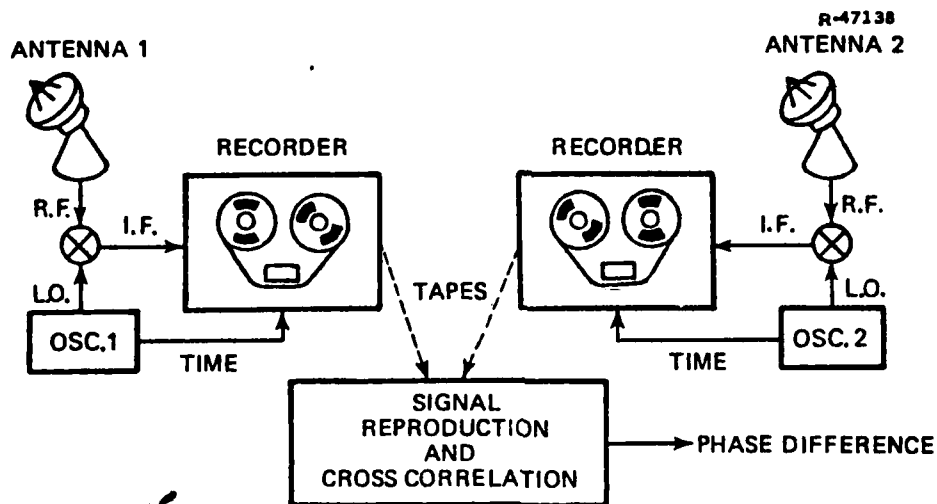 R-47138
ANTENNA 1
ANTENNA 2
RECORDER
RECORDER
R.F.
I.F.
I.F.
R.F.
L.O.
TAPES
L.O.
OSC.1
TIME
TIME
OSC. 2
SIGNAL
REPRODUCTION
AND
CROSS CORRELATION
PHASE DIFFERENCE